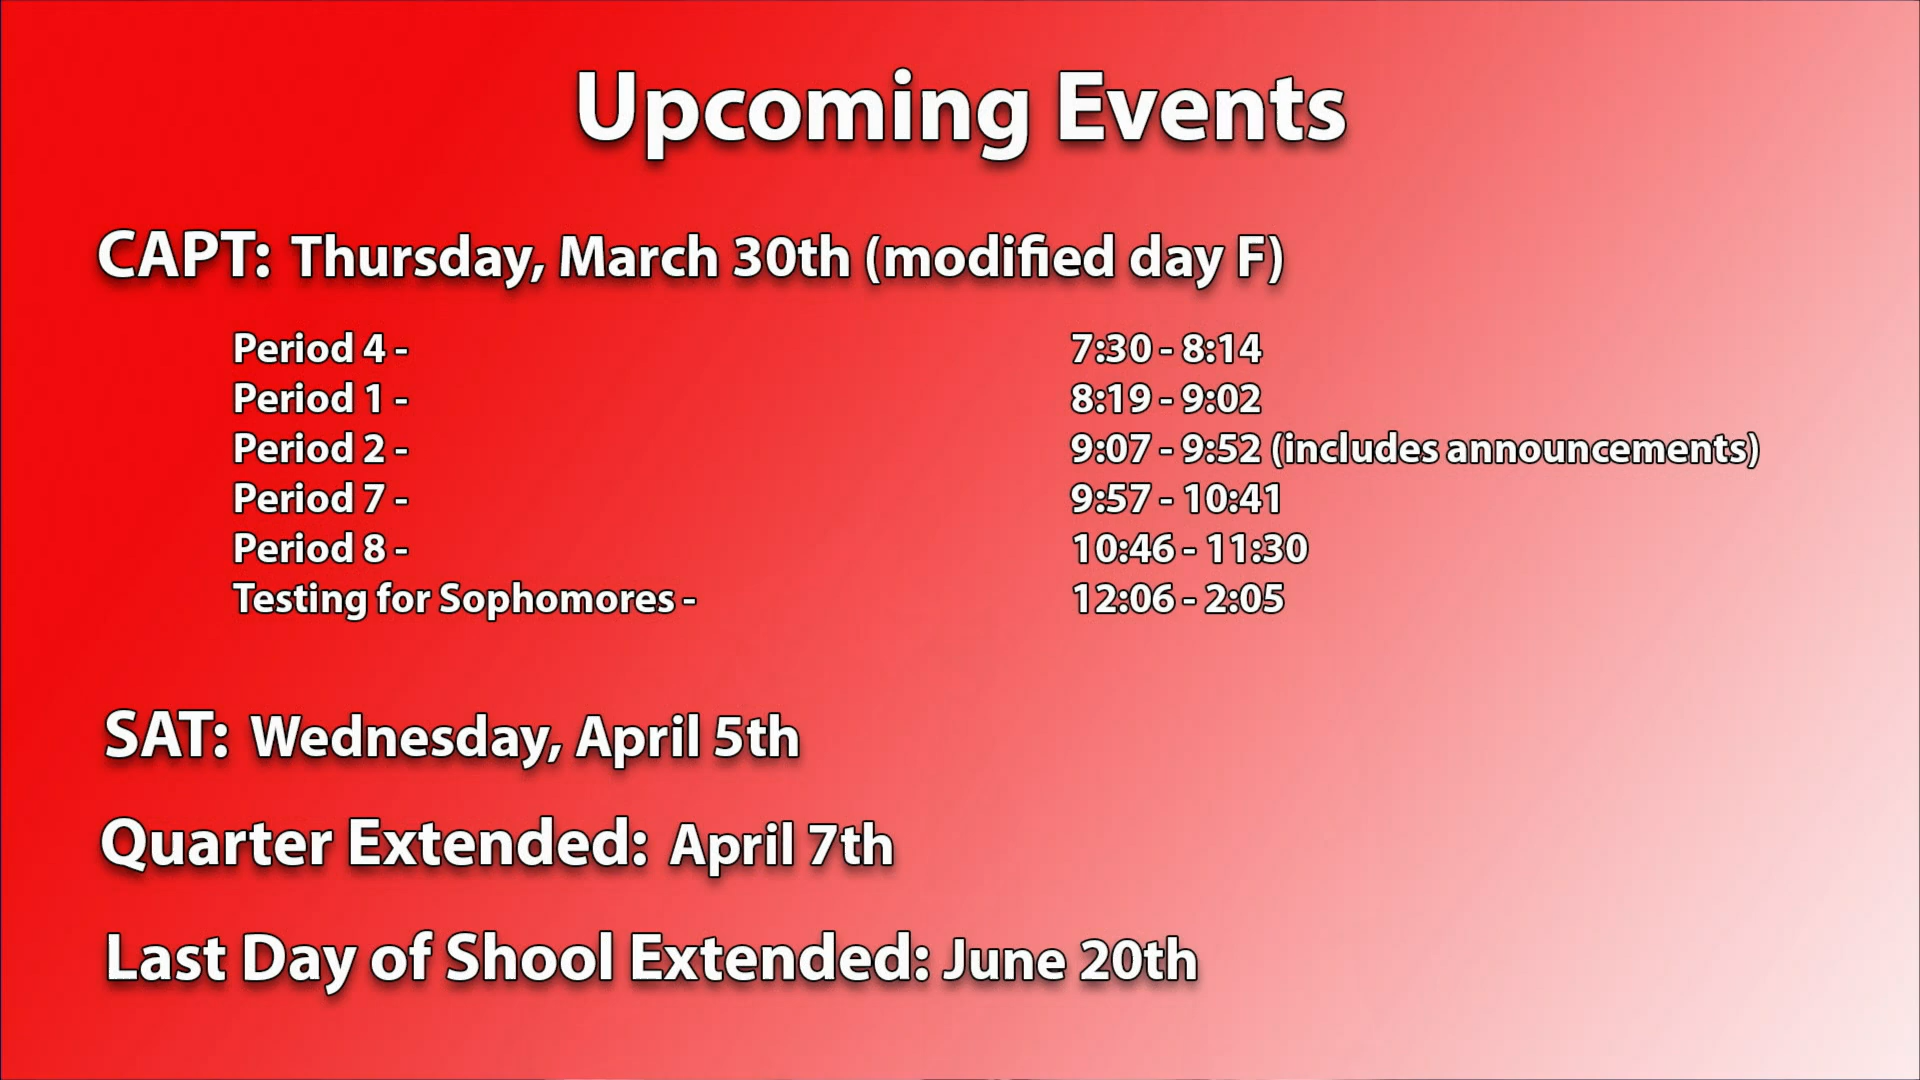 Upcoming Events
CAPT: Thursday, March 30th (modified day F)
Period 4 - 7:30 - 8:14
Period 1 - 8:19 - 9:02
Period 2 - 9:07 - 9:52 (includes announcements)
Period 7 - 9:57 - 10:41
Period 8 - 10:46 - 11:30
Testing for Sophomores - 12:06 - 2:05
SAT: Wednesday, April 5th
Quarter Extended: April 7th
Last Day of Shool Extended: June 20th